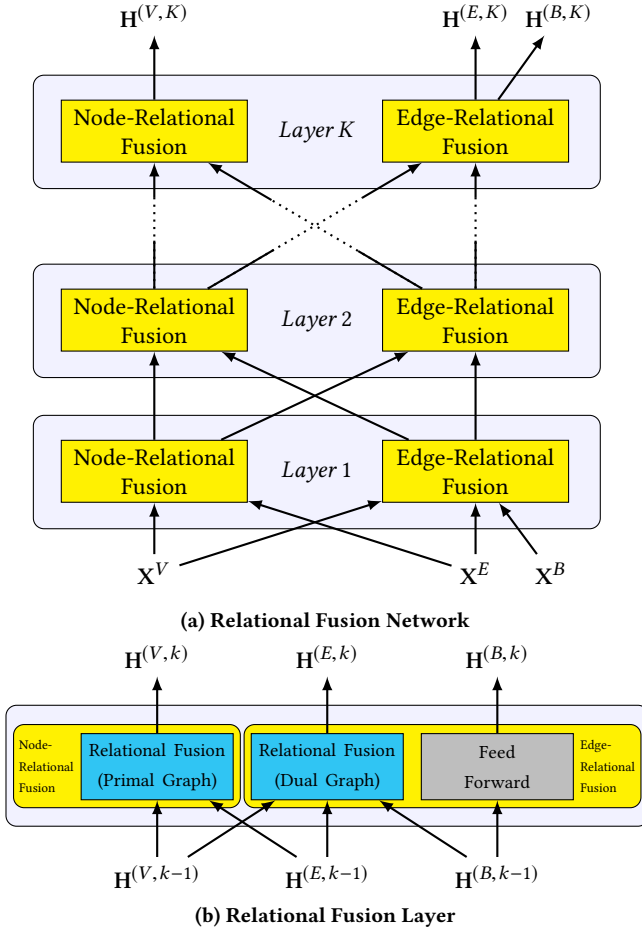 H^(V,K) H^(E,K) H^(B,K)
Node-Relational Fusion Layer K Edge-Relational Fusion
Node-Relational Fusion Layer 2 Edge-Relational Fusion
Node-Relational Fusion Layer 1 Edge-Relational Fusion
X^V X^E X^B
(a) Relational Fusion Network
H^(V,k) H^(E,k) H^(B,k)
Node-Relational Fusion
Relational Fusion
(Primal Graph)
Relational Fusion
(Dual Graph)
Feed
Forward
Edge-Relational Fusion
H^(V,k−1) H^(E,k−1) H^(B,k−1)
(b) Relational Fusion Layer